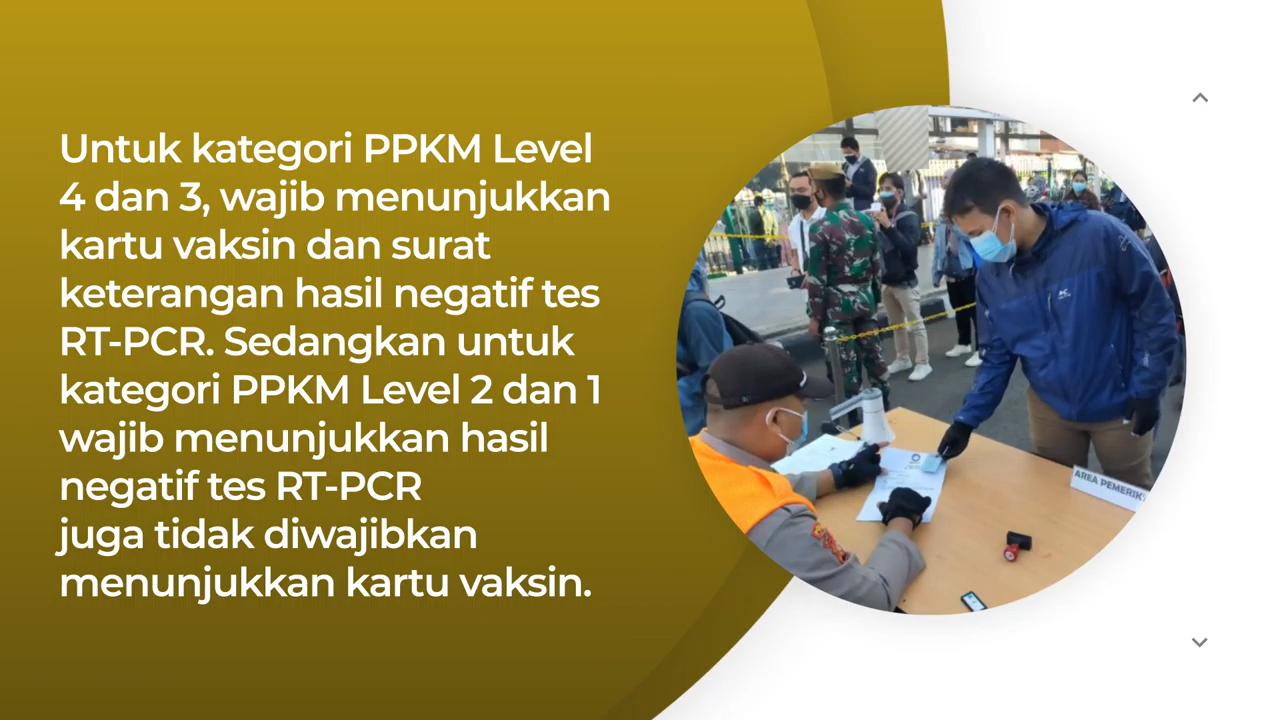 Untuk kategori PPKM Level
4 dan 3, wajib menunjukkan
kartu vaksin dan surat
keterangan hasil negatif tes
RT-PCR. Sedangkan untuk
kategori PPKM Level 2 dan 1
wajib menunjukkan hasil
negatif tes RT-PCR
juga tidak diwajibkan
menunjukkan kartu vaksin.
AREA PEMERIK